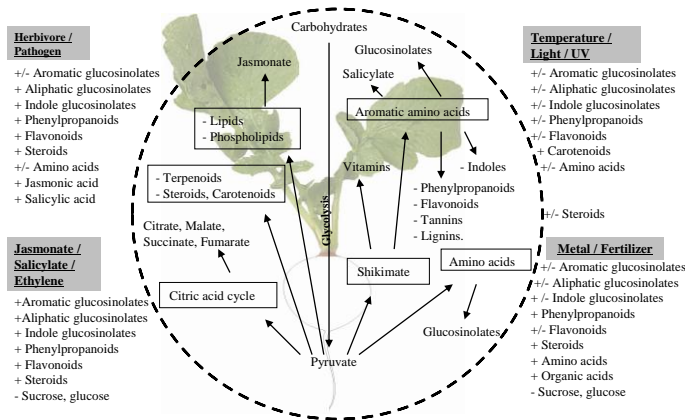 Carbohydrates
Herbivore /
Pathogen
+/- Aromatic glucosinolates
+ Aliphatic glucosinolates
+ Indole glucosinolates
+ Phenylpropanoids
+ Flavonoids
+ Steroids
+/- Amino acids
+ Jasmonic acid
+ Salicylic acid
Jasmonate /
Salicylate /
Ethylene
+Aromatic glucosinolates
+Aliphatic glucosinolates
+ Indole glucosinolates
+ Phenylpropanoids
+ Flavonoids
+ Steroids
- Sucrose, glucose
Jasmonate
- Lipids
- Phospholipids
- Terpenoids
- Steroids, Carotenoids
Citrate, Malate,
Succinate, Fumarate
Citric acid cycle
Glycolysis
Pyruvate
Glucosinolates
Salicylate
Aromatic amino acids
Vitamins
- Indoles
- Phenylpropanoids
- Flavonoids
- Tannins
- Lignins.
Shikimate
Amino acids
Glucosinolates
Temperature /
Light / UV
+/- Aromatic glucosinolates
+/- Aliphatic glucosinolates
+/- Indole glucosinolates
+/- Phenylpropanoids
+/- Flavonoids
+ Carotenoids
+/- Amino acids
+/- Steroids
Metal / Fertilizer
+/- Aromatic glucosinolates
+/- Aliphatic glucosinolates
+ /- Indole glucosinolates
+ Phenylpropanoids
+/- Flavonoids
+ Steroids
+ Amino acids
+ Organic acids
- Sucrose, glucose